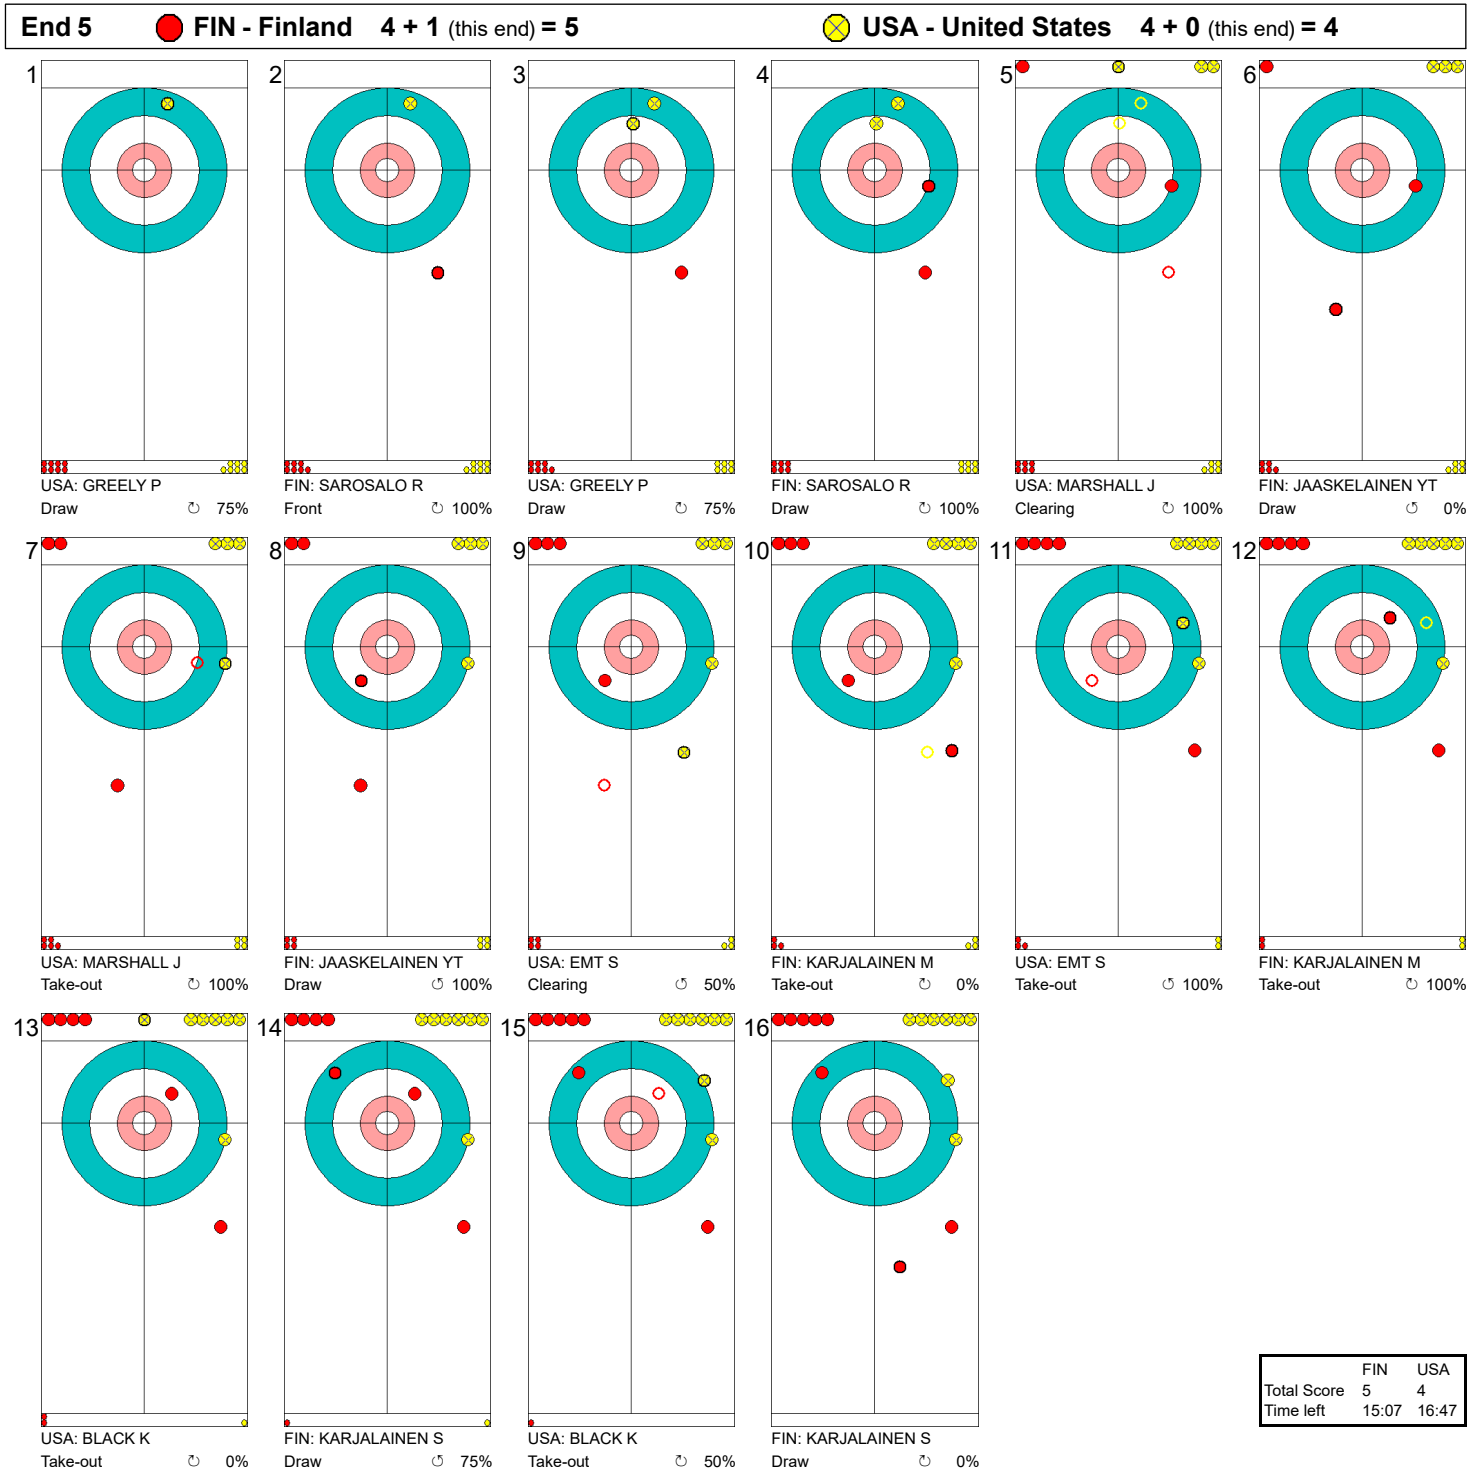 End 5 FIN - Finland 4 + 1 (this end) = 5 USA - United States 4 + 0 (this end) = 4
1 2 3 4 5 6
USA: GREELY P FIN: SAROSALO R USA: GREELY P FIN: SAROSALO R USA: MARSHALL J FIN: JAASKELAINEN YT
Draw 75% Front 100% Draw 75% Draw 100% Clearing 100% Draw 0%
7 8 9 10 11 12
USA: MARSHALL J FIN: JAASKELAINEN YT USA: EMT S FIN: KARJALAINEN M USA: EMT S FIN: KARJALAINEN M
Take-out 100% Draw 100% Clearing 50% Take-out 0% Take-out 100% Take-out 100%
13 14 15 16
FIN USA
Total Score 5 4
Time left 15:07 16:47
USA: BLACK K FIN: KARJALAINEN S USA: BLACK K FIN: KARJALAINEN S
Take-out 0% Draw 75% Take-out 50% Draw 0%